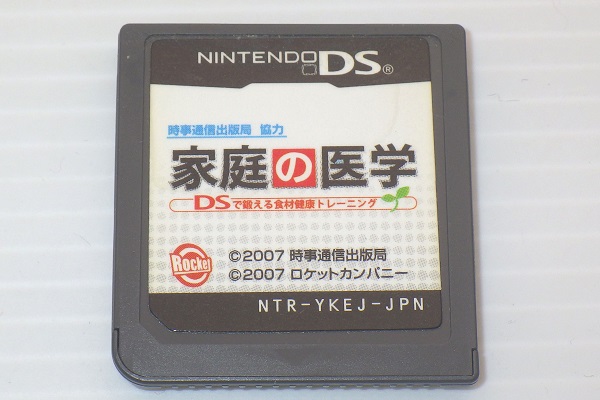 NINTENDO DS®
時事通信出版局 協力
家庭の医学
DSで鍛える食材健康トレーニング
Rocket
©2007 時事通信出版局
©2007 ロケットカンパニー
NTR-YKEJ-JPN